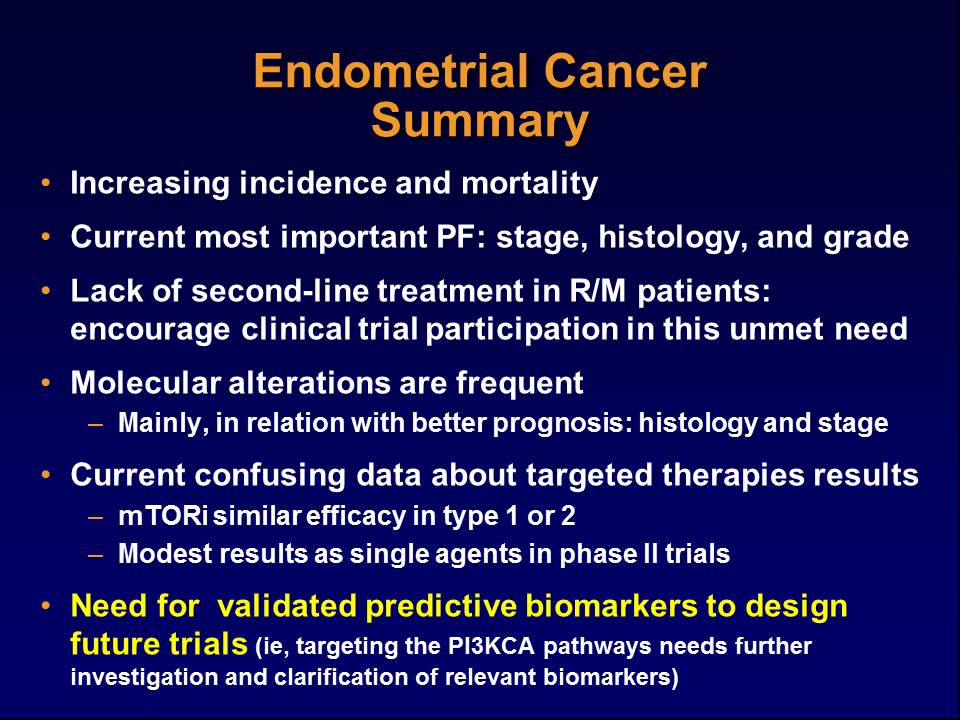 Endometrial Cancer
Summary
• Increasing incidence and mortality
• Current most important PF: stage, histology, and grade
• Lack of second-line treatment in R/M patients:
encourage clinical trial participation in this unmet need
• Molecular alterations are frequent
– Mainly, in relation with better prognosis: histology and stage
• Current confusing data about targeted therapies results
– mTORi similar efficacy in type 1 or 2
– Modest results as single agents in phase II trials
• Need for  validated predictive biomarkers to design
future trials (ie, targeting the PI3KCA pathways needs further
investigation and clarification of relevant biomarkers)